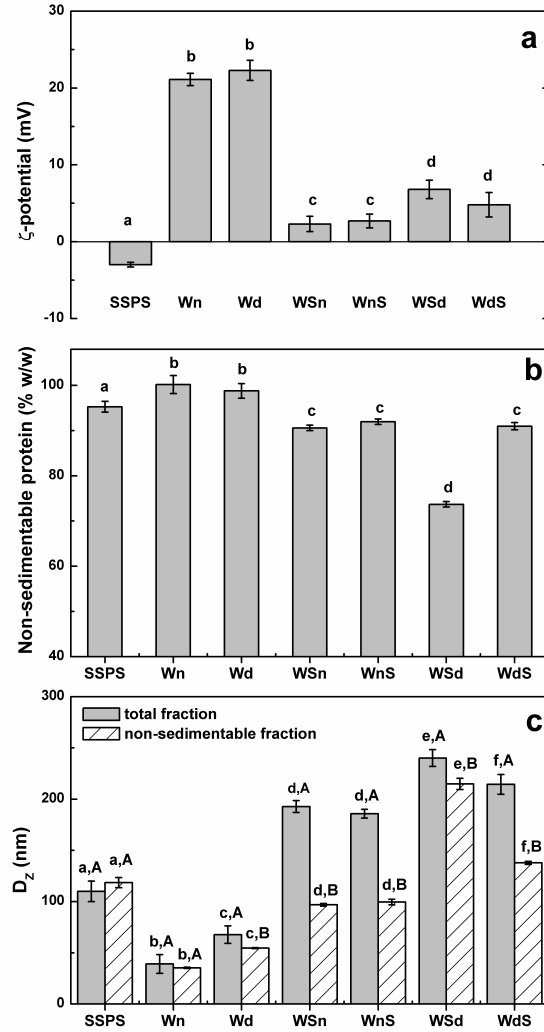 a
30
20
10
0
-10
ζ-potential (mV)
a
b
b
c
c
d
d
SSPS Wn Wd WSn WnS WSd WdS
b
100
80
60
40
Non-sedimentable protein (% w/w)
a
b
b
c
c
d
c
SSPS Wn Wd WSn WnS WSd WdS
c
300
200
100
0
D_Z (nm)
total fraction
non-sedimentable fraction
a,A
a,A
b,A
b,A
c,A
c,B
d,A
d,B
d,A
d,B
e,A
e,B
f,A
f,B
SSPS Wn Wd WSn WnS WSd WdS